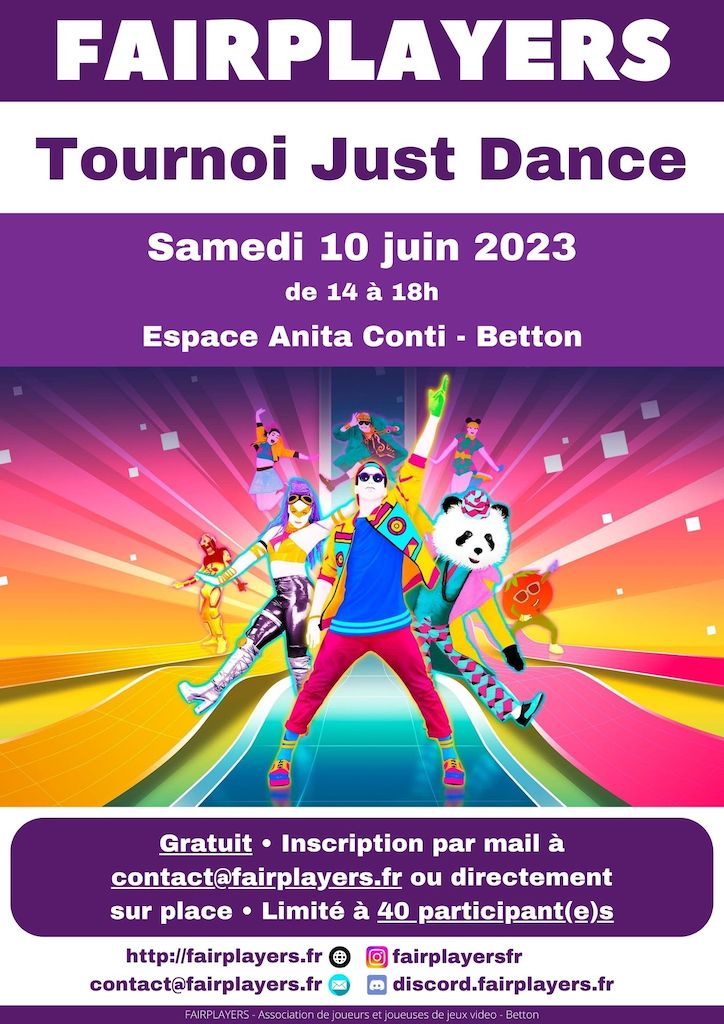 FAIRPLAYERS
Tournoi Just Dance
Samedi 10 juin 2023
de 14 à 18h
Espace Anita Conti - Betton
Gratuit • Inscription par mail à
contact@fairplayers.fr ou directement
sur place • Limité à 40 participant(e)s
http://fairplayers.fr fairplayersfr
contact@fairplayers.fr discord.fairplayers.fr
FAIRPLAYERS - Association de joueurs et joueuses de jeux video - Betton